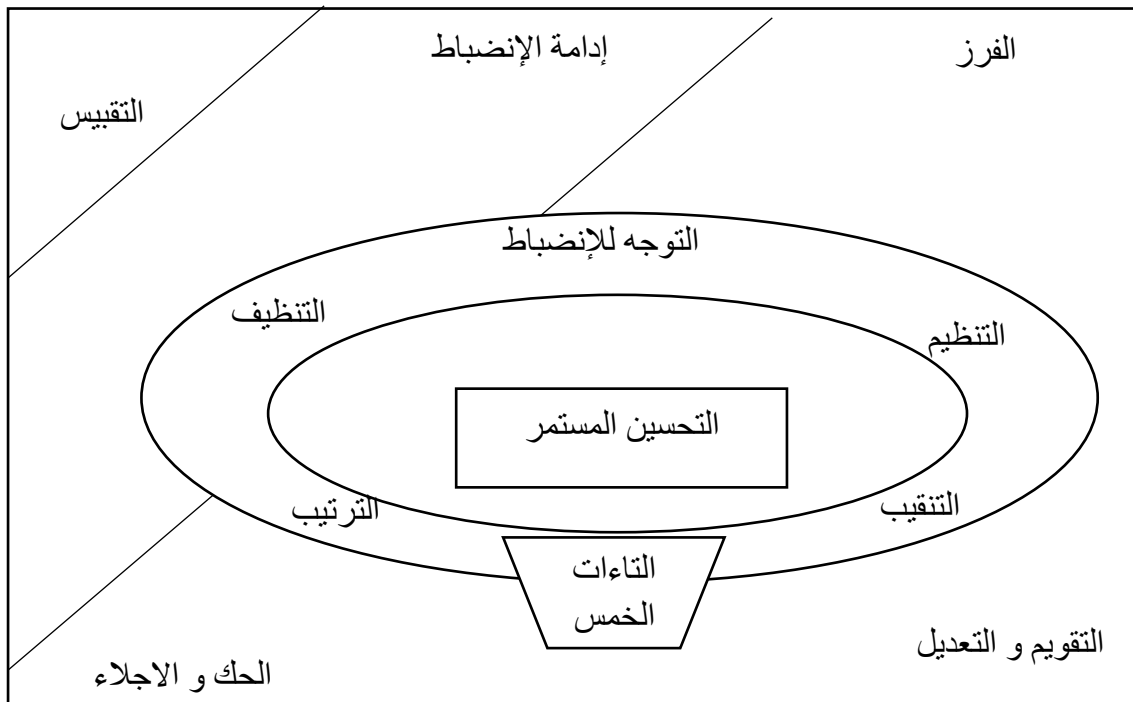 الفرز
إدامة الإنضباط
التقبيس
التوجه للإنضباط
التنظيف
التنظيم
التحسين المستمر
التنقيب
الترتيب
التاءات
الخمس
التقويم و التعديل
الحك و الاجلاء